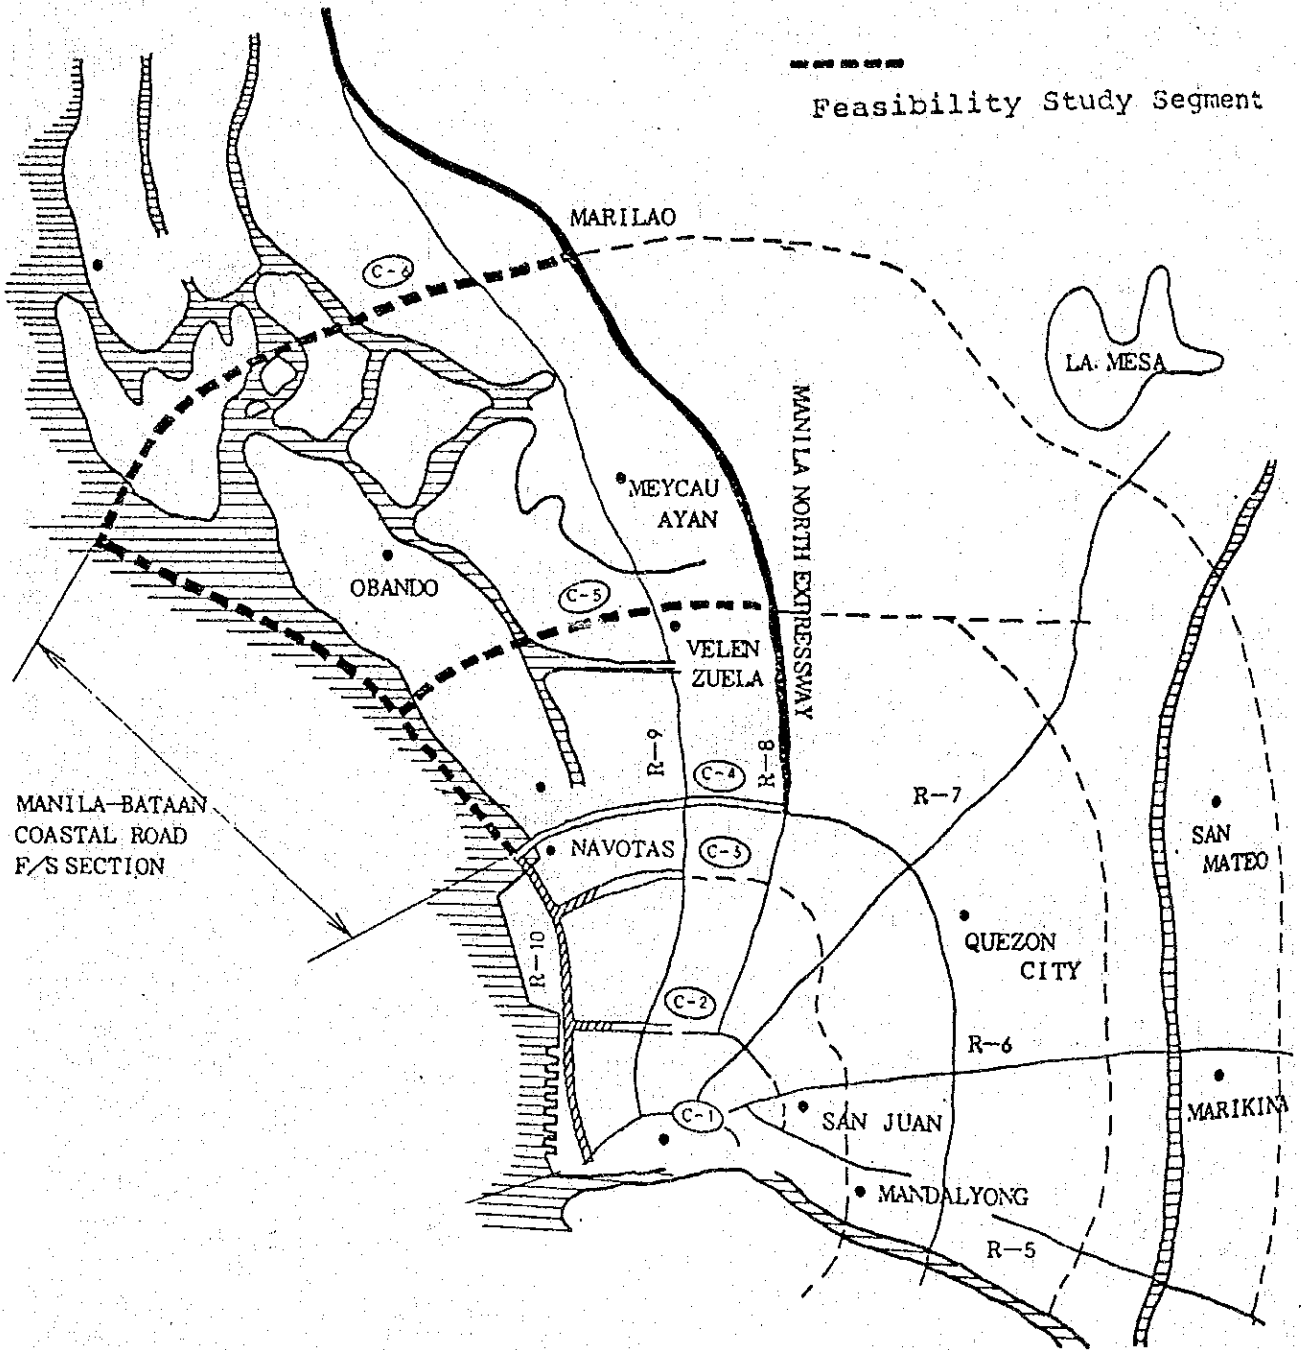 Feasibility Study Segment
MARILAO
C-6
LA MESA
MANILA NORTH EXPRESSWAY
MEYCAU
AYAN
OBANDO
C-5
VELEN
ZUELA
R-9
R-8
C-4
R-7
MANILA-BATAAN
COASTAL ROAD
F/S SECTION
SAN
MATEO
NAVOTAS
C-3
R-10
QUEZON
CITY
C-2
R-6
C-1
SAN JUAN
MARIKINA
MANDALYONG
R-5